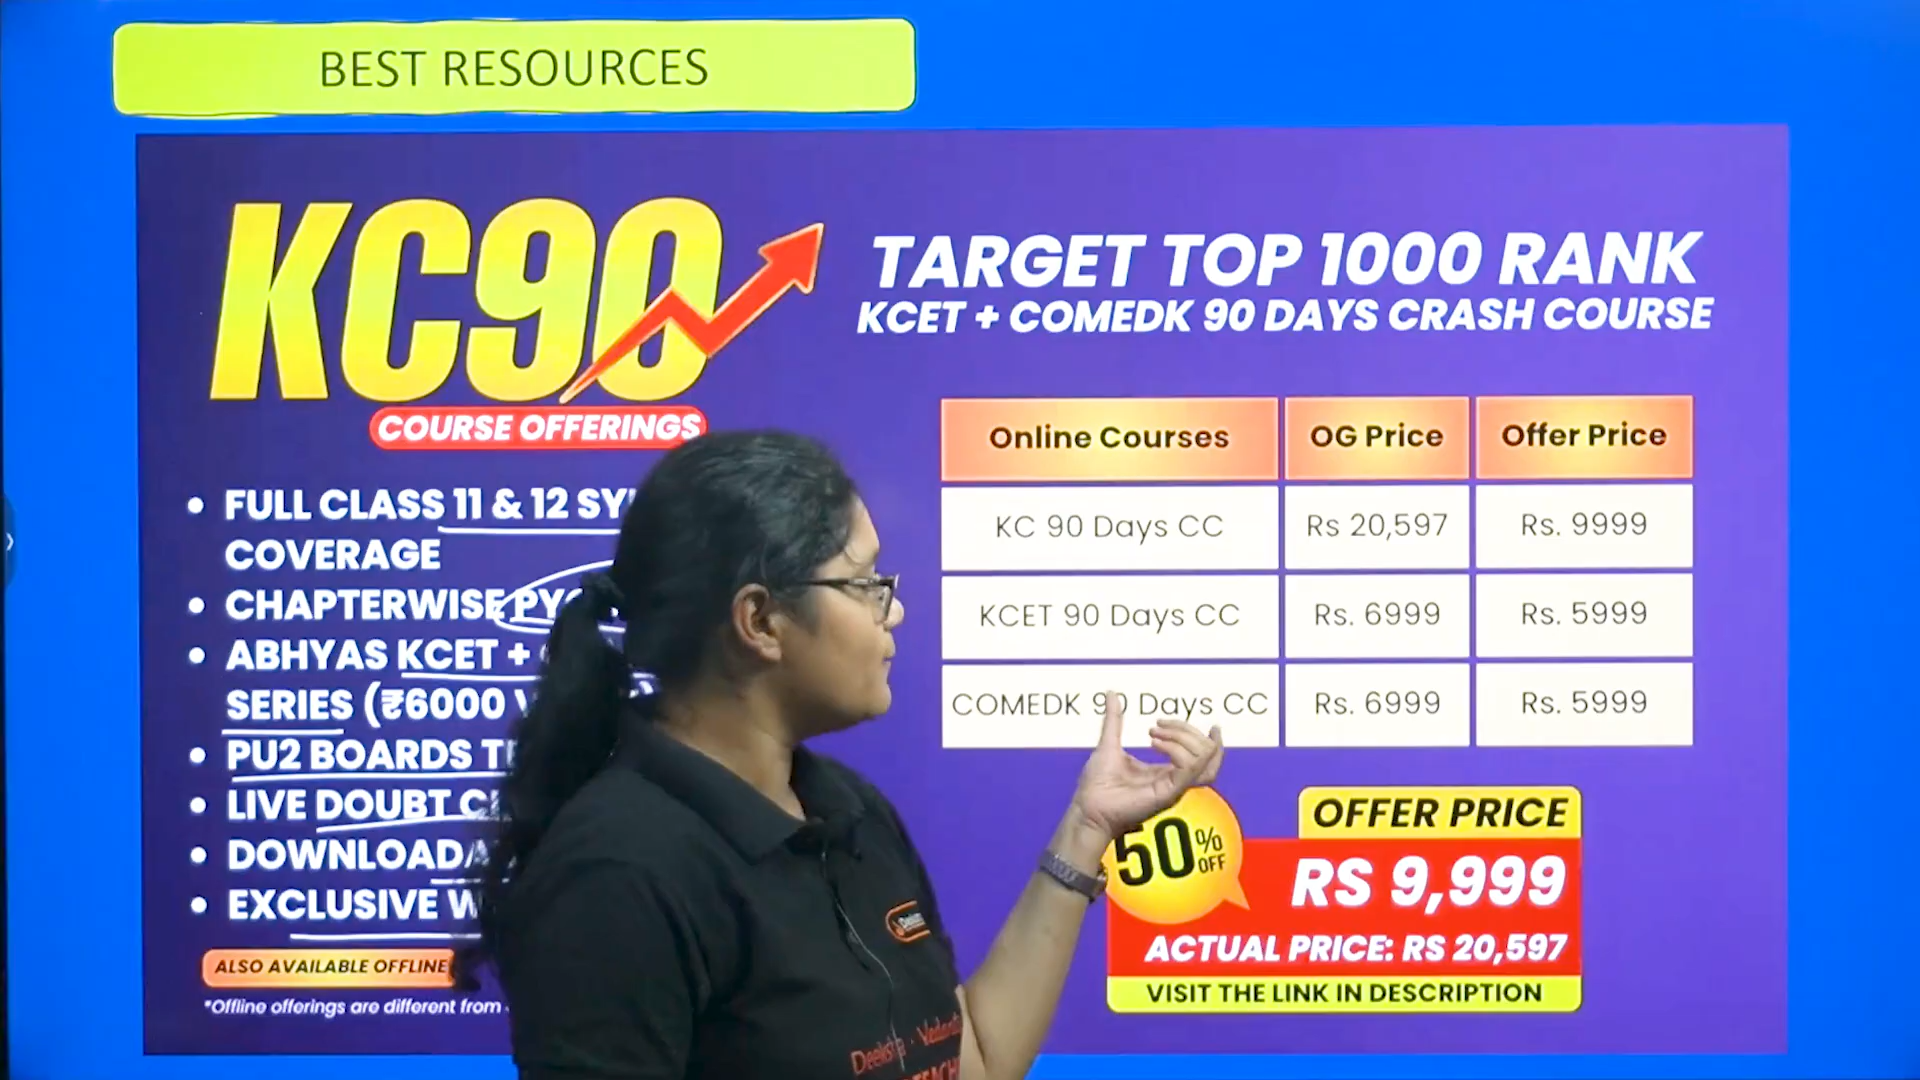 BEST RESOURCES
KC90
COURSE OFFERINGS
FULL CLASS 11 & 12
COVERAGE
CHAPTERWISE
ABHYAS KCET +
SERIES (₹6000
PU2 BOARDS
LIVE DOUBT
EXCLUSIVE
ALSO AVAILABLE OFFLINE
*Offline offerings are different from
TARGET TOP 1000 RANK
KCET + COMEDK 90 DAYS CRASH COURSE
Online Courses OG Price Offer Price
KC 90 Days CC Rs 20,597 Rs. 9999
KCET 90 Days CC Rs. 6999 Rs. 5999
COMEDK 90 Days CC Rs. 6999 Rs. 5999
50% OFF
OFFER PRICE
RS 9,999
ACTUAL PRICE: RS 20,597
VISIT THE LINK IN DESCRIPTION